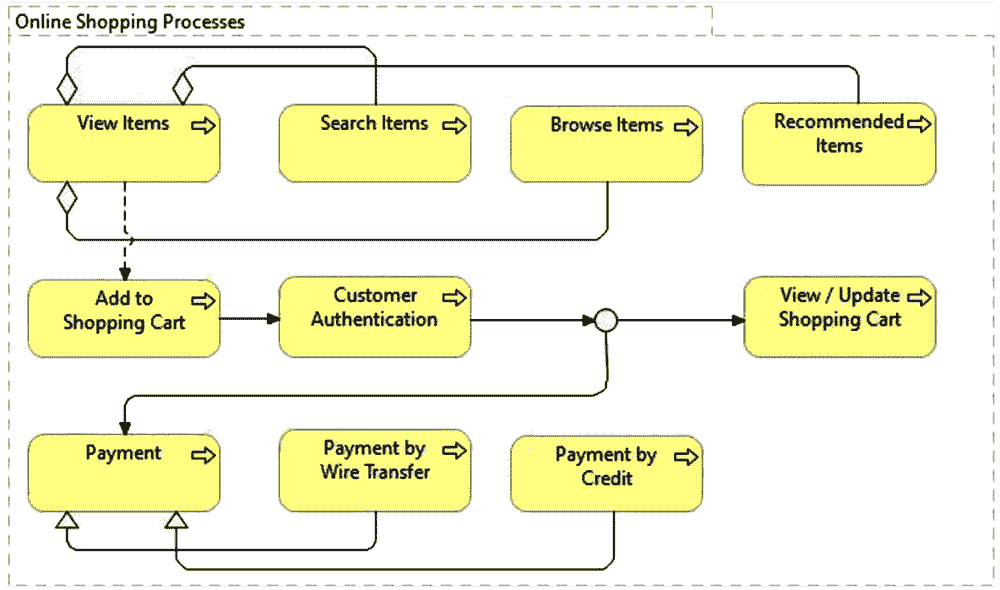 Online Shopping Processes
View Items
Search Items
Browse Items
Recommended
Items
Add to
Shopping Cart
Customer
Authentication
View / Update
Shopping Cart
Payment
Payment by
Wire Transfer
Payment by
Credit